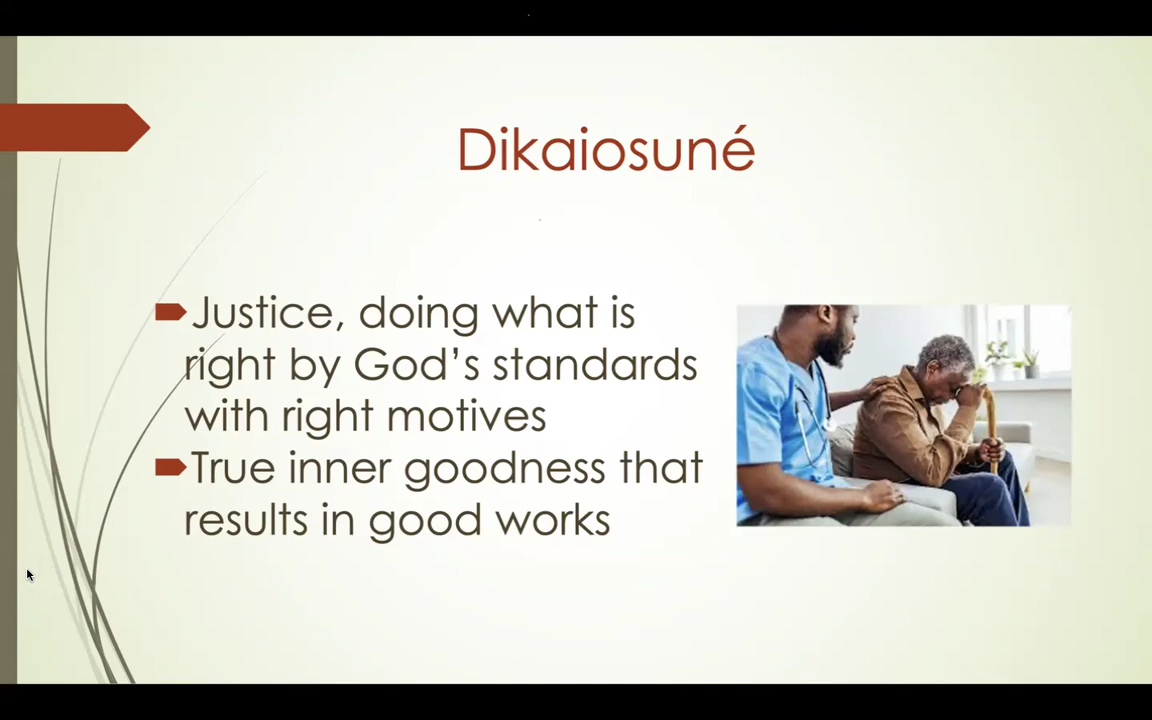 Dikaiosuné
Justice, doing what is
right by God’s standards
with right motives
True inner goodness that
results in good works